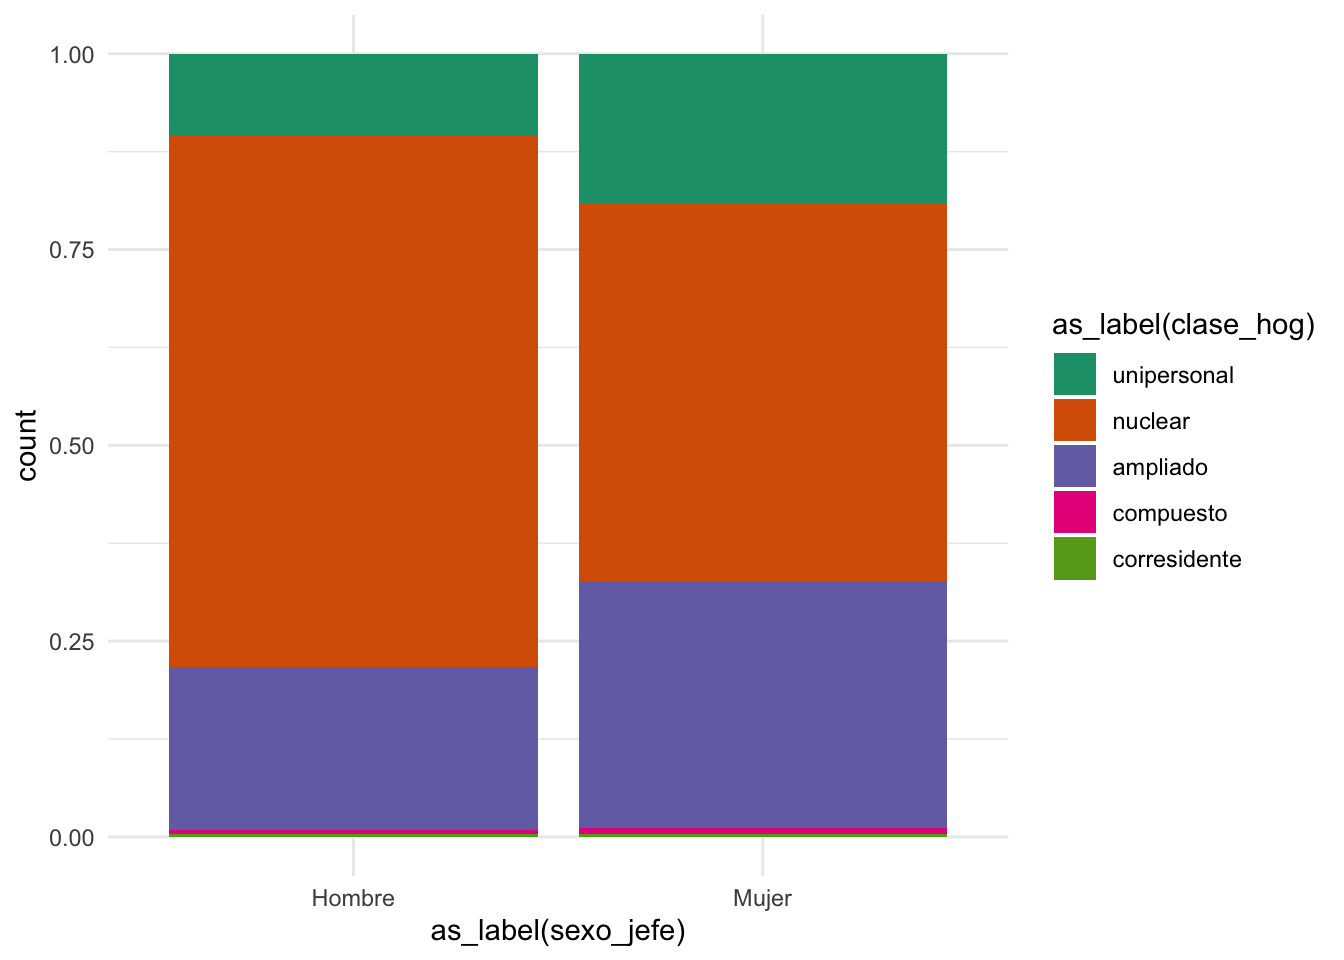 1.00
0.75
0.50
0.25
0.00
count
Hombre
Mujer
as_label(sexo_jefe)
as_label(clase_hog)
unipersonal
nuclear
ampliado
compuesto
corresidente